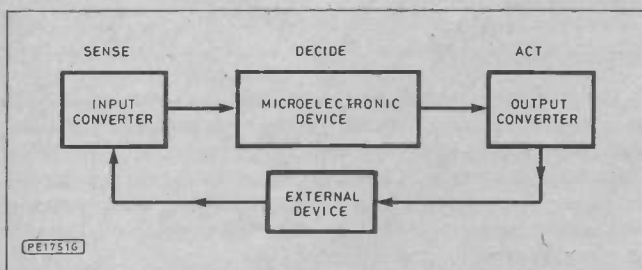 SENSE
DECIDE
ACT
INPUT
CONVERTER
MICROELECTRONIC
DEVICE
OUTPUT
CONVERTER
EXTERNAL
DEVICE
PE1751G